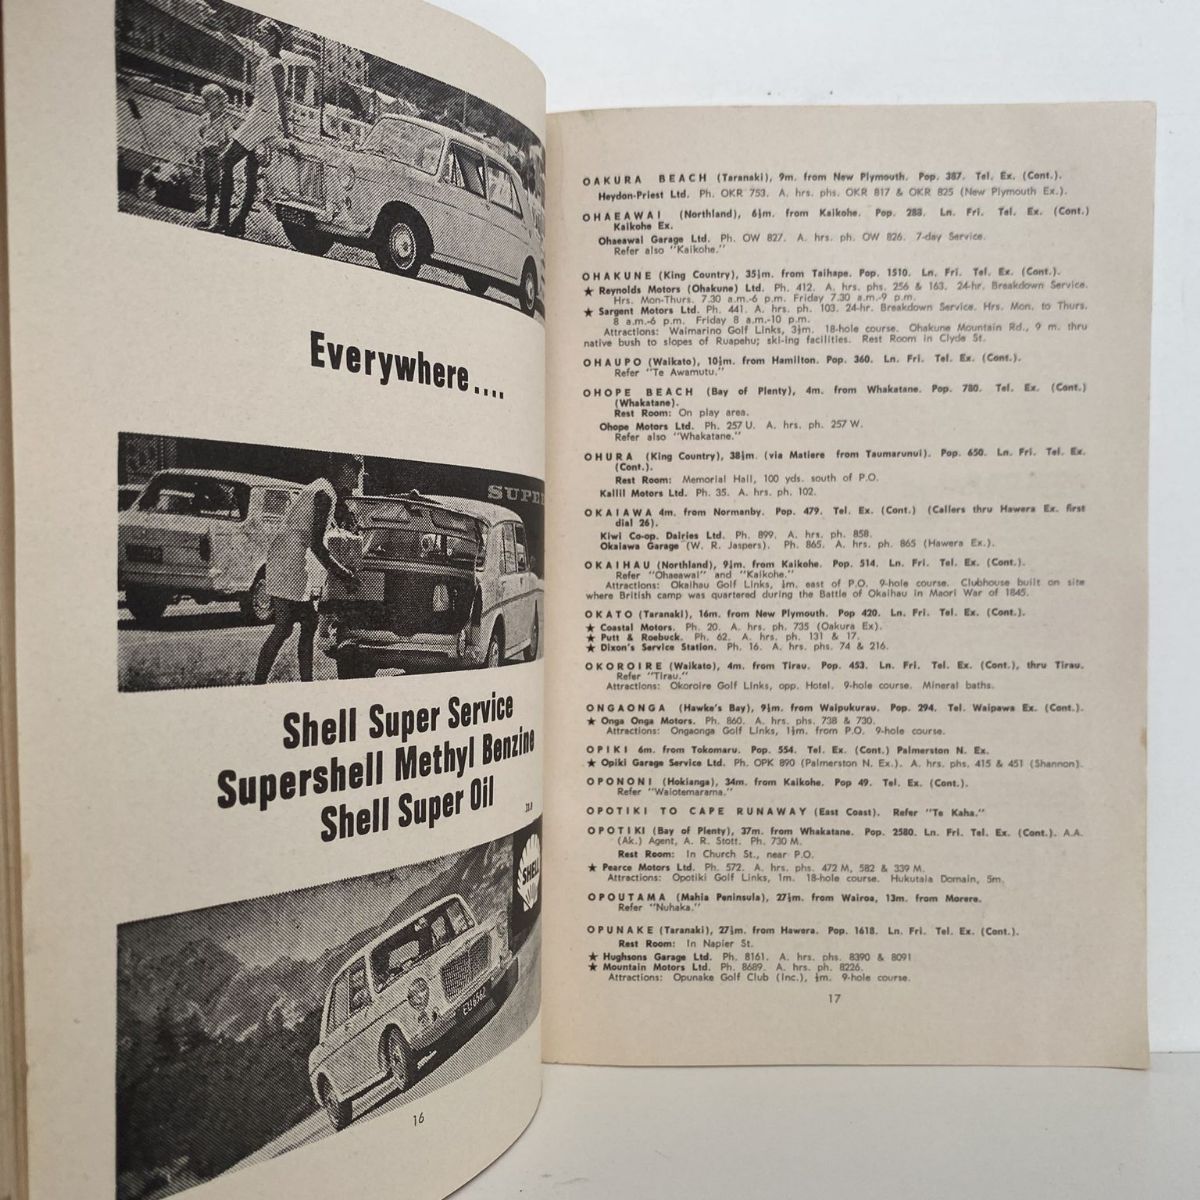 Everywhere....
SUPER
Shell Super Service
Supershell Methyl Benzine
Shell Super Oil
SHELL
EZ18562
16
OAKURA BEACH (Taranaki), 9m. from New Plymouth. Pop. 387. Tel. Ex. (Cont.).
Heydon-Priest Ltd. Ph. OKR 753. A. hrs. phs. OKR 817 & OKR 825 (New Plymouth Ex.).
OHAEAWAI (Northland), 6½m. from Kaikohe. Pop. 288. Ln. Fri. Tel. Ex. (Cont.)
Kaikohe Ex.
Ohaeawai Garage Ltd. Ph. OW 827. A. hrs. ph. OW 826. 7-day Service.
Refer also "Kaikohe."
OHAKUNE (King Country), 35½m. from Taihape. Pop. 1510. Ln. Fri. Tel. Ex. (Cont.).
★ Reynolds Motors (Ohakune) Ltd. Ph. 412. A. hrs. phs. 256 & 163. 24-hr. Breakdown Service.
Hrs. Mon-Thurs. 7.30 a.m.-6 p.m. Friday 7.30 a.m.-9 p.m.
★ Sargent Motors Ltd. Ph. 441. A. hrs. ph. 103. 24-hr. Breakdown Service. Hrs. Mon. to Thurs.
8 a.m.-6 p.m. Friday 8 a.m.-10 p.m.
Attractions: Waimarino Golf Links, 3½m. 18-hole course. Ohakune Mountain Rd., 9 m. thru
native bush to slopes of Ruapehu; ski-ing facilities. Rest Room in Clyde St.
OHAUPO (Waikato), 10½m. from Hamilton. Pop. 360. Ln. Fri. Tel. Ex. (Cont.).
Refer "Te Awamutu."
OHOPE BEACH (Bay of Plenty), 4m. from Whakatane. Pop. 780. Tel. Ex. (Cont.)
(Whakatane).
Rest Room: On play area.
Ohope Motors Ltd. Ph. 257 U. A. hrs. ph. 257 W.
Refer also "Whakatane."
OHURA (King Country), 38½m. (via Matiere from Taumarunui). Pop. 650. Ln. Fri. Tel. Ex.
(Cont.).
Rest Room: Memorial Hall, 100 yds. south of P.O.
Kallil Motors Ltd. Ph. 35. A. hrs. ph. 102.
OKAIAWA 4m. from Normanby. Pop. 479. Tel. Ex. (Cont.) (Callers thru Hawera Ex. first
dial 26).
Kiwi Co-op. Dairies Ltd. Ph. 899. A. hrs. ph. 858.
Okaiawa Garage (W. R. Jaspers). Ph. 865. A. hrs. ph. 865 (Hawera Ex.).
OKAIHAU (Northland), 9½m. from Kaikohe. Pop. 514. Ln. Fri. Tel. Ex. (Cont.).
Refer "Ohaeawai" and "Kaikohe."
Attractions: Okaihau Golf Links, ½m. east of P.O. 9-hole course. Clubhouse built on site
where British camp was quartered during the Battle of Okaihau in Maori War of 1845.
OKATO (Taranaki), 16m. from New Plymouth. Pop 420. Ln. Fri. Tel. Ex. (Cont.).
★ Coastal Motors. Ph. 20. A. hrs. ph. 735 (Oakura Ex).
★ Putt & Roebuck. Ph. 62. A. hrs. ph. 131 & 17.
★ Dixon's Service Station. Ph. 16. A. hrs. phs. 74 & 216.
OKOROIRE (Waikato), 4m. from Tirau. Pop. 453. Ln. Fri. Tel. Ex. (Cont.), thru Tirau.
Refer "Tirau."
Attractions: Okoroire Golf Links, opp. Hotel. 9-hole course. Mineral baths.
ONGAONGA (Hawke's Bay), 9½m. from Waipukurau. Pop. 294. Tel. Waipawa Ex. (Cont.).
★ Onga Onga Motors. Ph. 860. A. hrs. phs. 738 & 730.
Attractions: Ongaonga Golf Links, 1½m. from P.O. 9-hole course.
OPIKI 6m. from Tokomaru. Pop. 554. Tel. Ex. (Cont.) Palmerston N. Ex.
★ Opiki Garage Service Ltd. Ph. OPK 890 (Palmerston N. Ex.). A. hrs. phs. 415 & 451 (Shannon).
OPONONI (Hokianga), 34m. from Kaikohe. Pop 49. Tel. Ex. (Cont.).
Refer "Waiotemarama."
OPOTIKI TO CAPE RUNAWAY (East Coast). Refer "Te Kaha."
OPOTIKI (Bay of Plenty), 37m. from Whakatane. Pop. 2580. Ln. Fri. Tel. Ex. (Cont.). A.A.
(Ak.) Agent, A. R. Stott. Ph. 730 M.
Rest Room: In Church St., near P.O.
★ Pearce Motors Ltd. Ph. 572. A. hrs. phs. 472 M, 582 & 339 M.
Attractions: Opotiki Golf Links, 1m. 18-hole course. Hukutaia Domain, 5m.
OPOUTAMA (Mahia Peninsula), 27½m. from Wairoa, 13m. from Morere.
Refer "Nuhaka."
OPUNAKE (Taranaki), 27½m. from Hawera. Pop. 1618. Ln. Fri. Tel. Ex. (Cont.).
Rest Room: In Napier St.
★ Hughsons Garage Ltd. Ph. 8161. A. hrs. phs. 8390 & 8091
★ Mountain Motors Ltd. Ph. 8689. A. hrs. ph. 8226.
Attractions: Opunake Golf Club (Inc.), ½m. 9-hole course.
17